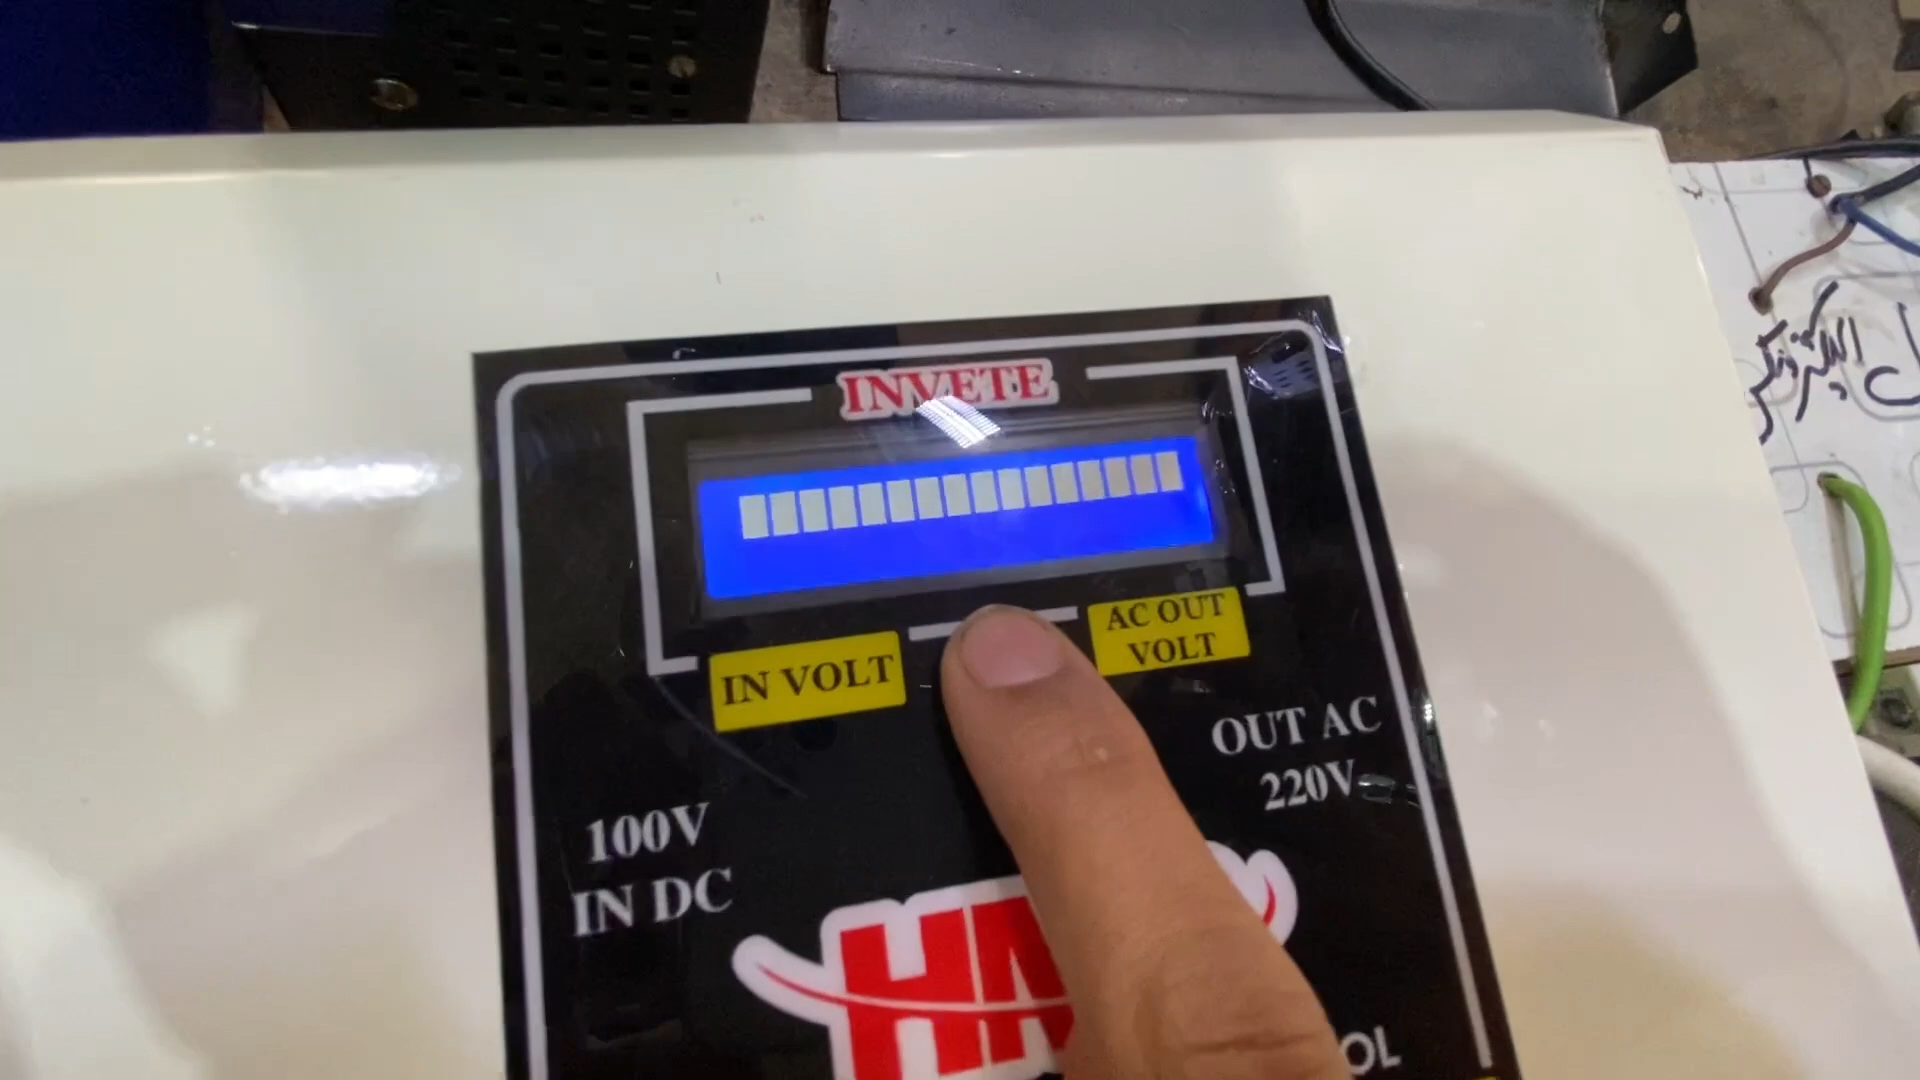 INVETE
IN VOLT
AC OUT
VOLT
OUT AC
220V
100V
IN DC